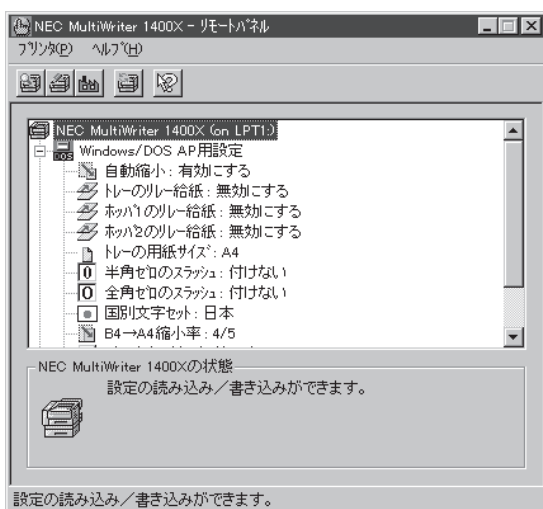 NEC MultiWriter 1400X - ﾘﾓｰﾄﾊﾟﾈﾙ
ﾌﾟﾘﾝﾀ(P) ﾍﾙﾌﾟ(H)
NEC MultiWriter 1400X (on LPT1:)
DOS
Windows/DOS AP用設定
自動縮小 : 有効にする
ﾄﾚｰのﾘﾚｰ給紙 : 無効にする
ﾎｯﾊﾟ1のﾘﾚｰ給紙 : 無効にする
ﾎｯﾊﾟ2のﾘﾚｰ給紙 : 無効にする
ﾄﾚｰの用紙ｻｲｽﾞ : A4
0 半角ｾﾞﾛのｽﾗｯｼｭ : 付けない
0 全角ｾﾞﾛのｽﾗｯｼｭ : 付けない
国別文字ｾｯﾄ : 日本
B4→A4縮小率 : 4/5
NEC MultiWriter 1400Xの状態
設定の読み込み／書き込みができます。
設定の読み込み／書き込みができます。